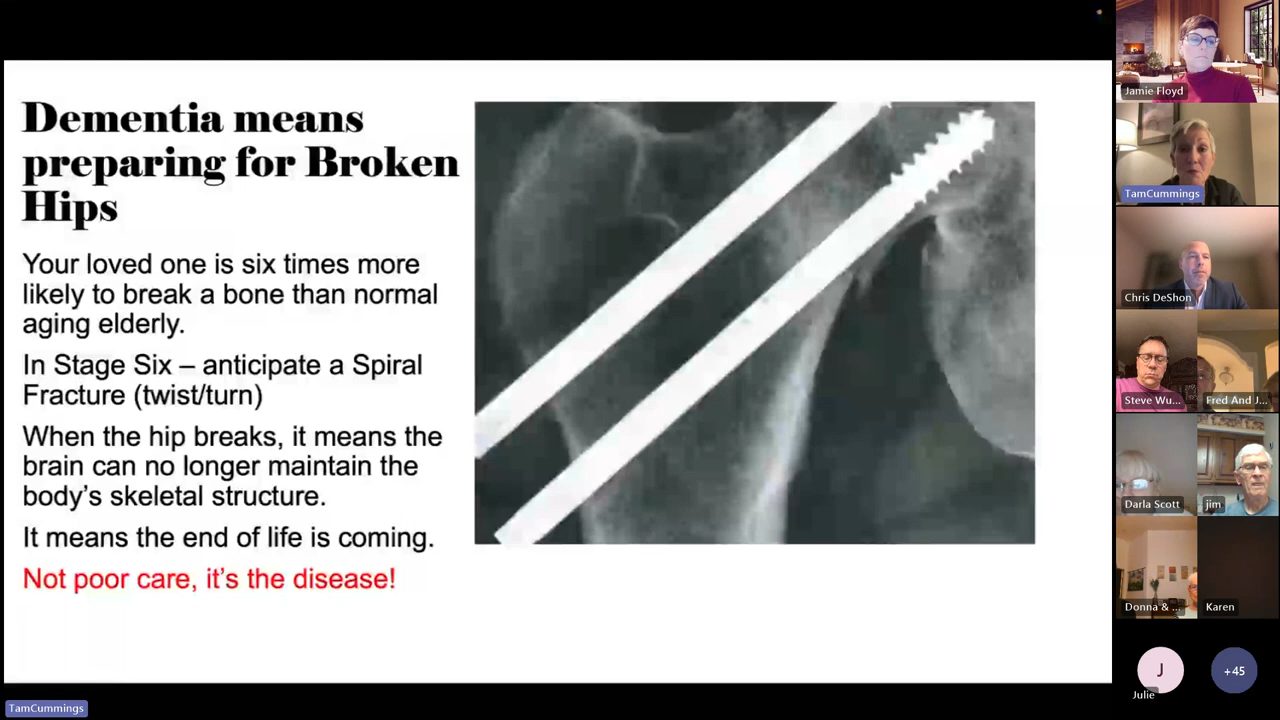 Dementia means
preparing for Broken
Hips
Your loved one is six times more
likely to break a bone than normal
aging elderly.
In Stage Six – anticipate a Spiral
Fracture (twist/turn)
When the hip breaks, it means the
brain can no longer maintain the
body's skeletal structure.
It means the end of life is coming.
Not poor care, it's the disease!
TamCummings
Jamie Floyd
TamCummings
Chris DeShon
Steve Wu...
Fred And J...
Darla Scott
jim
Donna & ...
Karen
J
Julie
+45